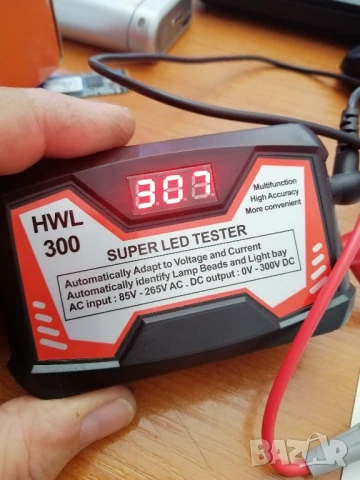 307
Multifunction
High Accuracy
More convenient
HWL
300
SUPER LED TESTER
Automatically Adapt to Voltage and Current
Automatically identify Lamp Beads and Light bay
AC input : 85V - 265V AC . DC output : 0V - 300V DC
BAZAR